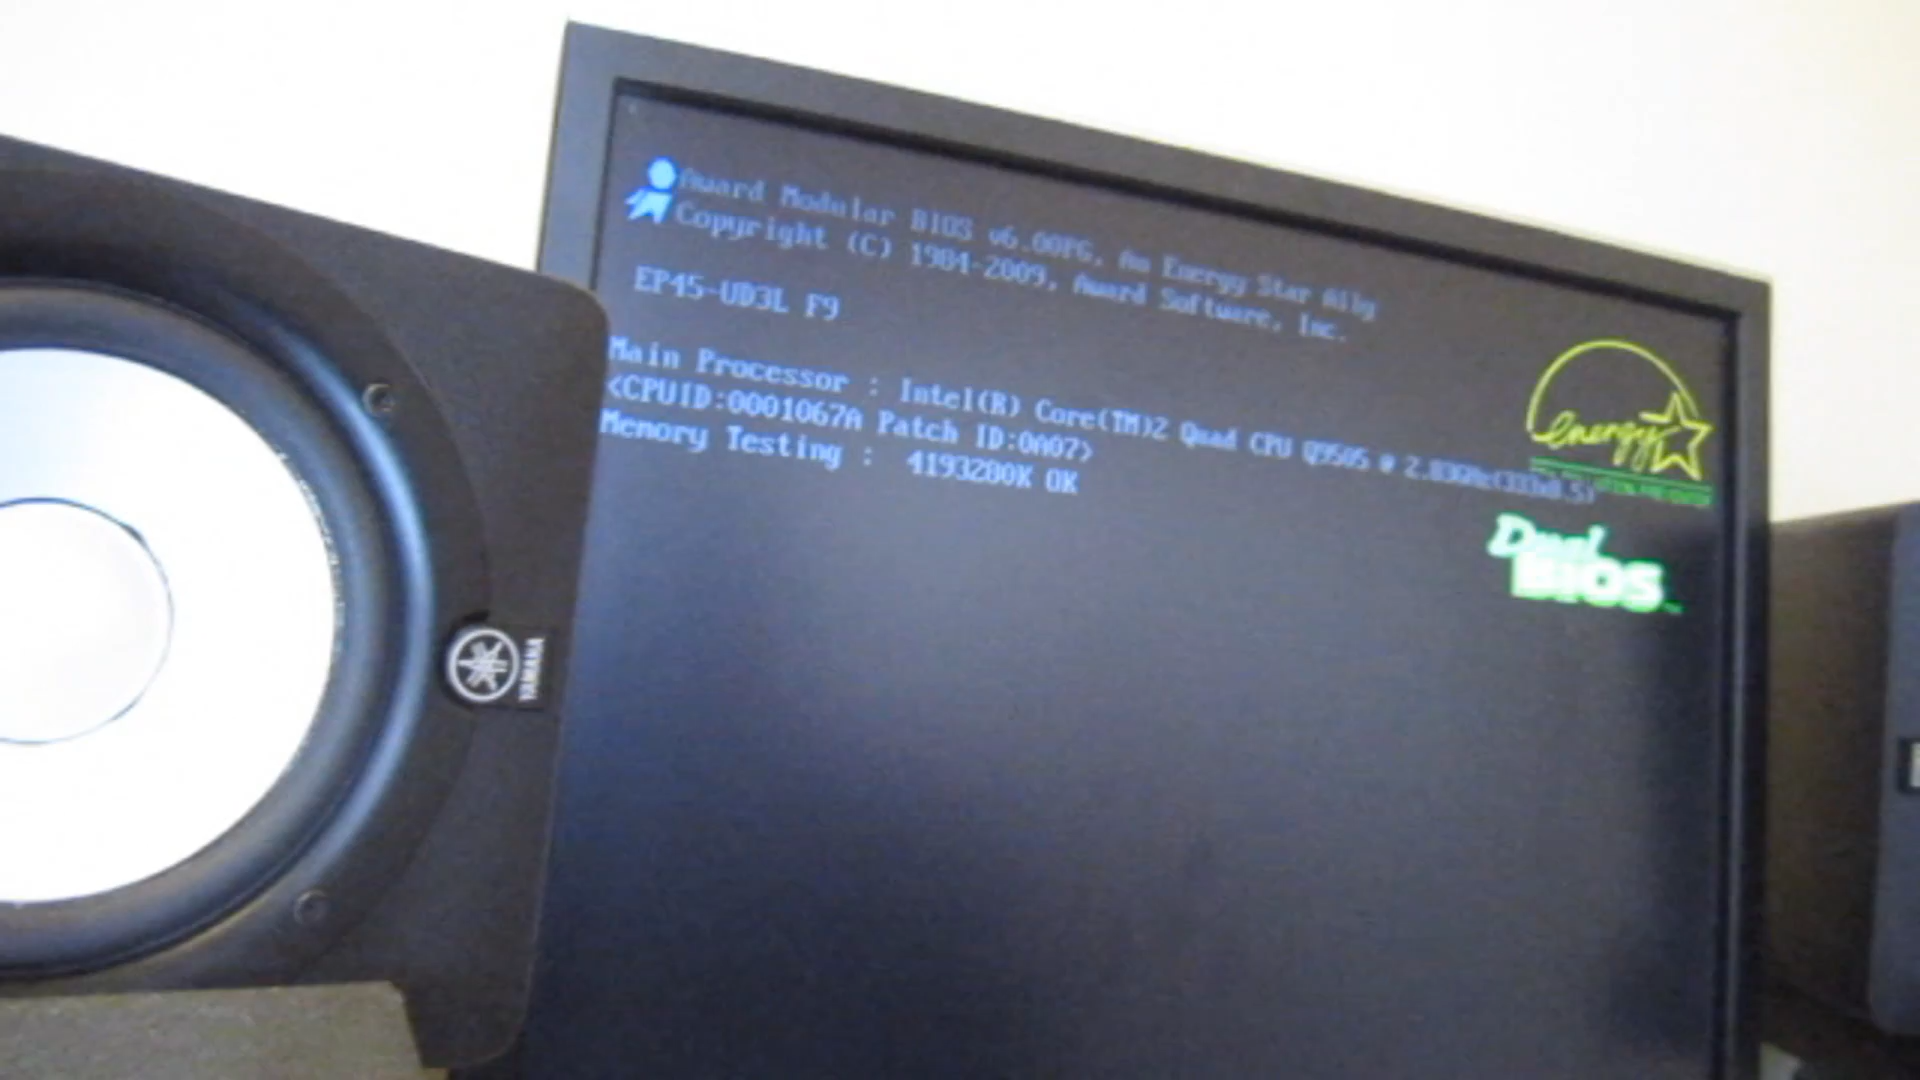 Award Modular BIOS v6.00PG, An Energy Star Ally
Copyright (C) 1984-2009, Award Software, Inc.
EP45-UD3L F9
Main Processor : Intel(R) Core(TM)2 Quad CPU Q9505 @ 2.83GHz(333x8.5)
<CPUID:0001067A Patch ID:0A07>
Memory Testing : 4193280K OK
energy
Dual
BIOS
YAMAHA